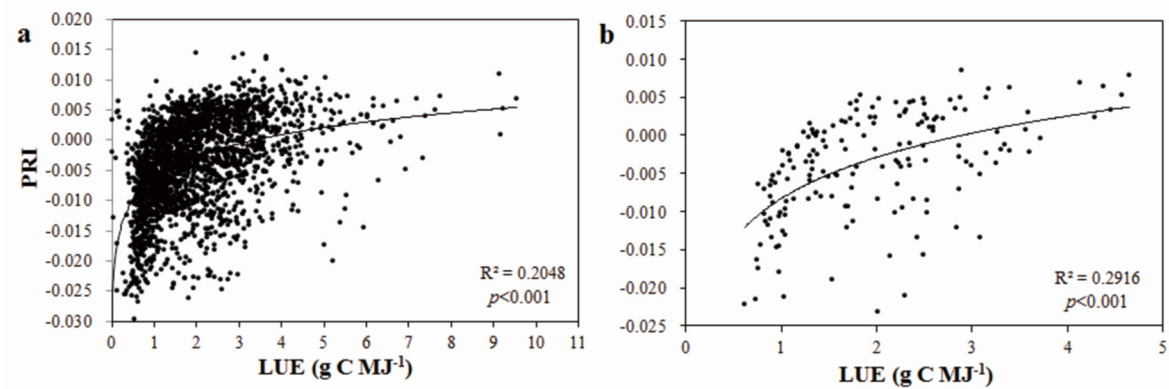 a
0.020
0.015
0.010
0.005
0.000
-0.005
-0.010
-0.015
-0.020
-0.025
-0.030
PRI
R² = 0.2048
p<0.001
0 1 2 3 4 5 6 7 8 9 10 11
LUE (g C MJ⁻¹)
b
0.015
0.010
0.005
0.000
-0.005
-0.010
-0.015
-0.020
-0.025
R² = 0.2916
p<0.001
0 1 2 3 4 5
LUE (g C MJ⁻¹)